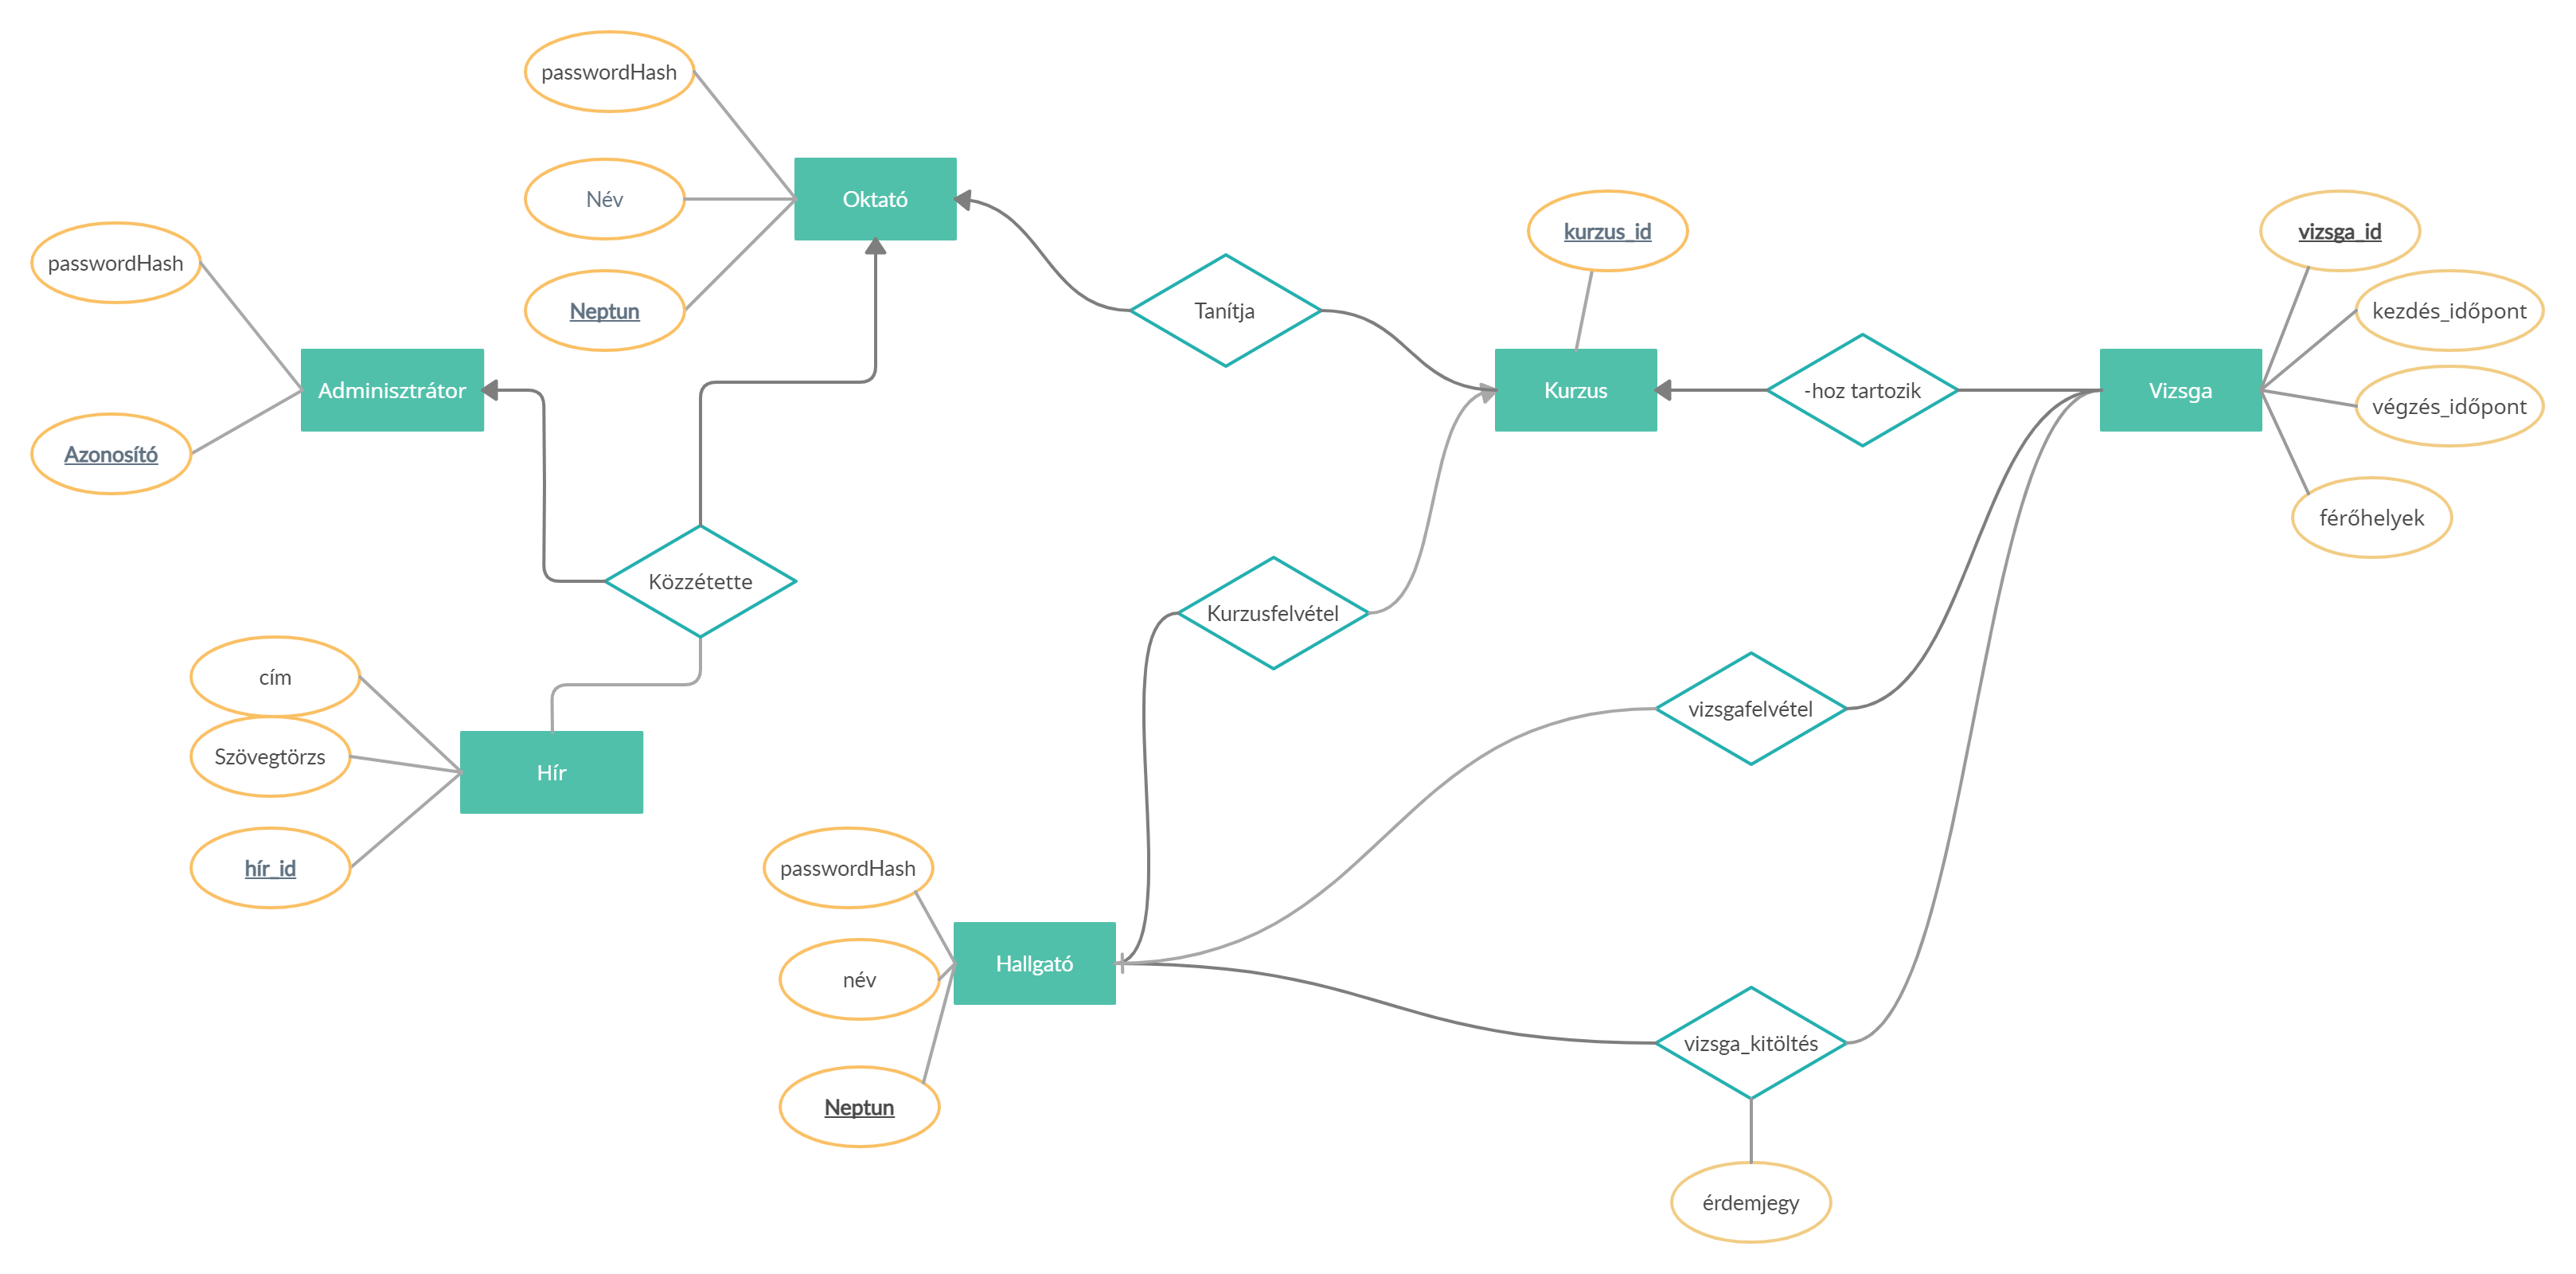 passwordHash
Név
Neptun
Oktató
passwordHash
Azonosító
Adminisztrátor
Tanítja
kurzus_id
Kurzus
-hoz tartozik
Vizsga
vizsga_id
kezdés_időpont
végzés_időpont
férőhelyek
Közzétette
Kurzusfelvétel
vizsgafelvétel
cím
Szövegtörzs
hír_id
Hír
passwordHash
név
Neptun
Hallgató
vizsga_kitöltés
érdemjegy